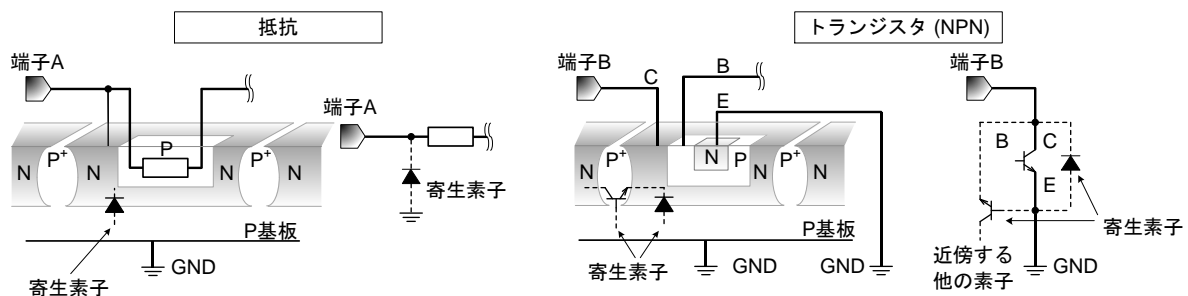 抵抗
端子A
N P+ N P N P+ N
P基板
寄生素子
GND
端子A
寄生素子
トランジスタ (NPN)
端子B
C B
E
N P+ N N P N P+ N
P基板
寄生素子
GND
GND
端子B
B C
E
寄生素子
近傍する
他の素子
GND